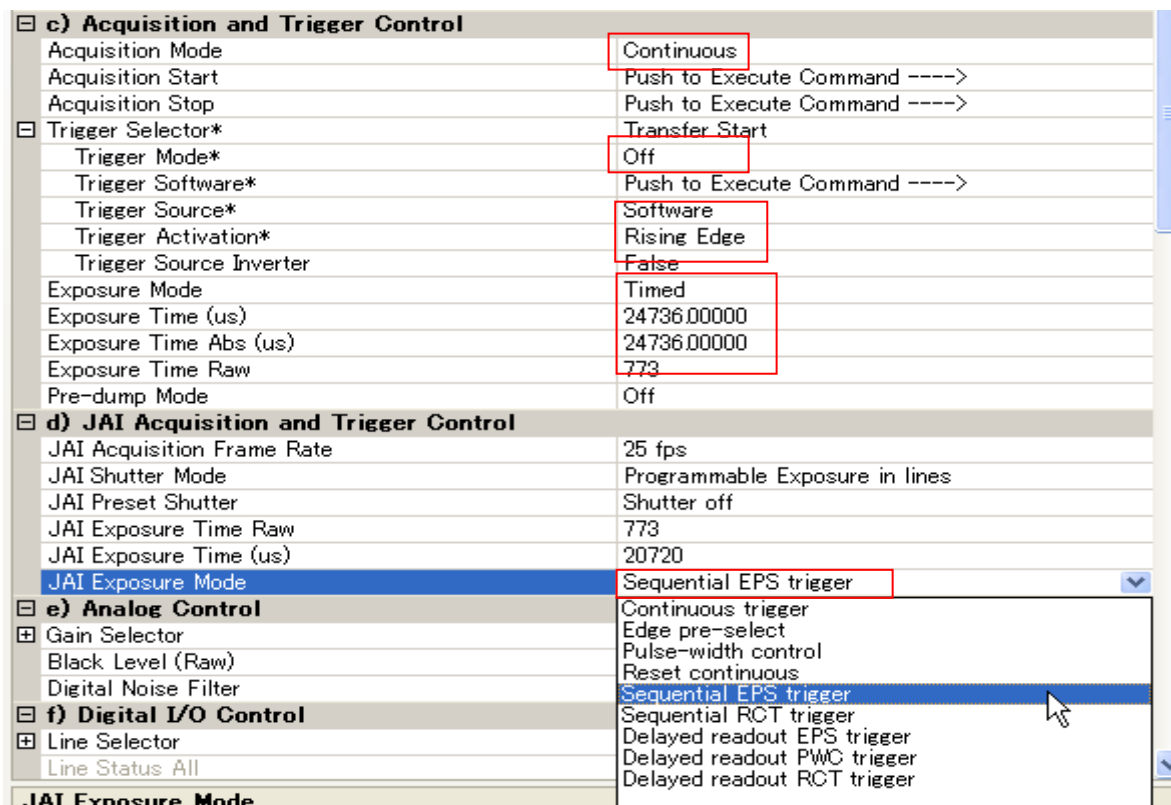 c) Acquisition and Trigger Control
Acquisition Mode Continuous
Acquisition Start Push to Execute Command ---->
Acquisition Stop Push to Execute Command ---->
Trigger Selector* Transfer Start
Trigger Mode* Off
Trigger Software* Push to Execute Command ---->
Trigger Source* Software
Trigger Activation* Rising Edge
Trigger Source Inverter False
Exposure Mode Timed
Exposure Time (us) 24736.00000
Exposure Time Abs (us) 24736.00000
Exposure Time Raw 773
Pre-dump Mode Off
d) JAI Acquisition and Trigger Control
JAI Acquisition Frame Rate 25 fps
JAI Shutter Mode Programmable Exposure in lines
JAI Preset Shutter Shutter off
JAI Exposure Time Raw 773
JAI Exposure Time (us) 20720
JAI Exposure Mode Sequential EPS trigger
e) Analog Control
Gain Selector
Black Level (Raw)
Digital Noise Filter
f) Digital I/O Control
Line Selector
Line Status All
Continuous trigger
Edge pre-select
Pulse-width control
Reset continuous
Sequential EPS trigger
Sequential RCT trigger
Delayed readout EPS trigger
Delayed readout PWC trigger
Delayed readout RCT trigger
JAI Exposure Mode